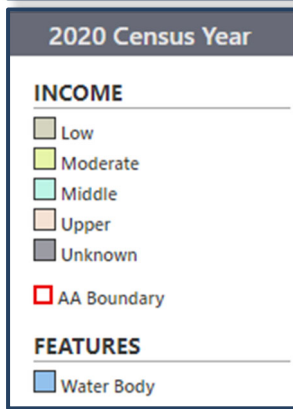 2020 Census Year
INCOME
Low
Moderate
Middle
Upper
Unknown
AA Boundary
FEATURES
Water Body